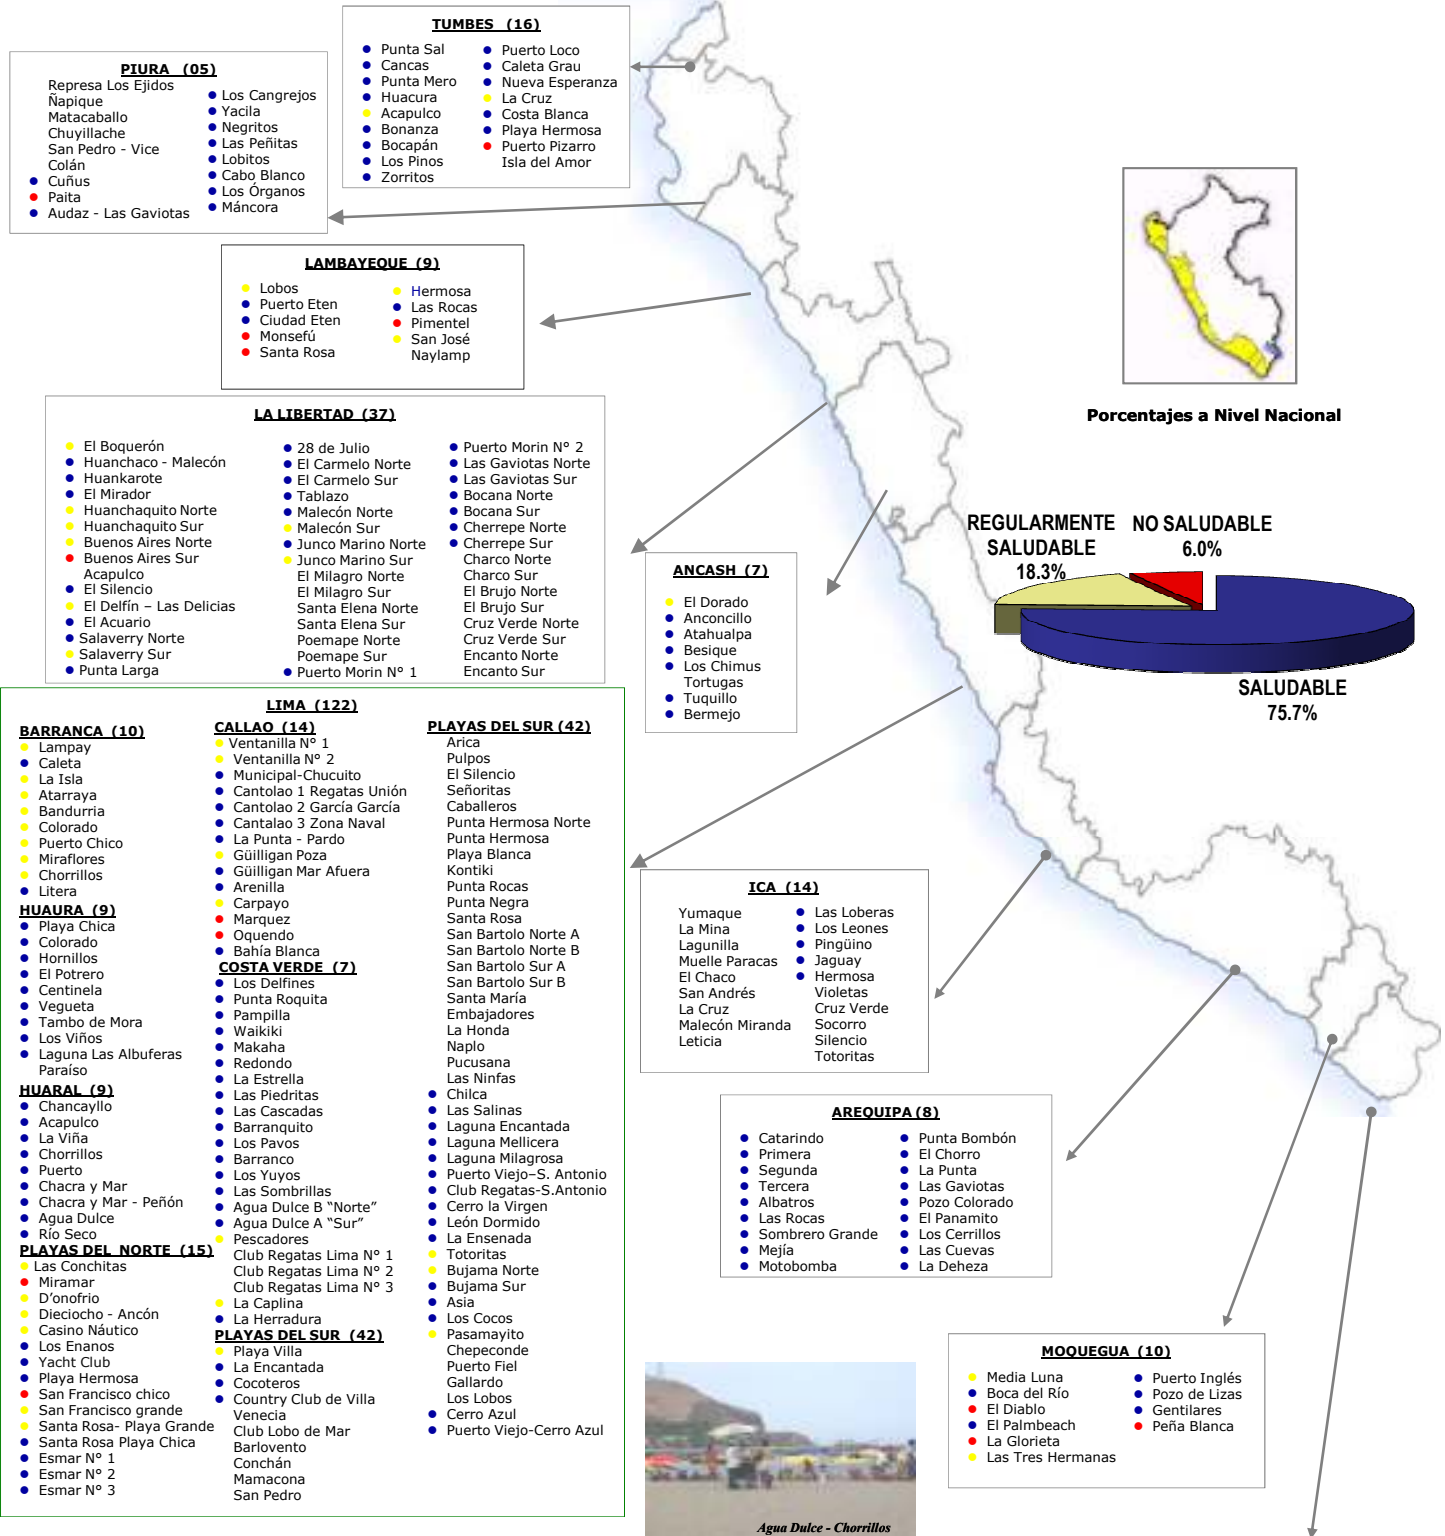 TUMBES (16)
Punta Sal
Cancas
Punta Mero
Huacura
Acapulco
Bonanza
Bocapán
Los Pinos
Zorritos
Puerto Loco
Caleta Grau
Nueva Esperanza
La Cruz
Costa Blanca
Playa Hermosa
Puerto Pizarro
Isla del Amor
PIURA (05)
Represa Los Ejidos
Ñapique
Matacaballo
Chuyillache
San Pedro - Vice
Colán
Cuñus
Paita
Audaz - Las Gaviotas
Los Cangrejos
Yacila
Negritos
Las Peñitas
Lobitos
Cabo Blanco
Los Órganos
Máncora
LAMBAYEQUE (9)
Lobos
Puerto Eten
Ciudad Eten
Monsefú
Santa Rosa
Hermosa
Las Rocas
Pimentel
San José
Naylamp
Porcentajes a Nivel Nacional
REGULARMENTE
SALUDABLE
18.3%
NO SALUDABLE
6.0%
SALUDABLE
75.7%
LA LIBERTAD (37)
El Boquerón
Huanchaco - Malecón
Huankarote
El Mirador
Huanchaquito Norte
Huanchaquito Sur
Buenos Aires Norte
Buenos Aires Sur
Acapulco
El Silencio
El Delfín – Las Delicias
El Acuario
Salaverry Norte
Salaverry Sur
Punta Larga
28 de Julio
El Carmelo Norte
El Carmelo Sur
Tablazo
Malecón Norte
Malecón Sur
Junco Marino Norte
Junco Marino Sur
El Milagro Norte
El Milagro Sur
Santa Elena Norte
Santa Elena Sur
Poemape Norte
Poemape Sur
Puerto Morin N° 1
Puerto Morin N° 2
Las Gaviotas Norte
Las Gaviotas Sur
Bocana Norte
Bocana Sur
Cherrepe Norte
Cherrepe Sur
Charco Norte
Charco Sur
El Brujo Norte
El Brujo Sur
Cruz Verde Norte
Cruz Verde Sur
Encanto Norte
Encanto Sur
ANCASH (7)
El Dorado
Anconcillo
Atahualpa
Besique
Los Chimus
Tortugas
Tuquillo
Bermejo
LIMA (122)
BARRANCA (10)
Lampay
Caleta
La Isla
Atarraya
Bandurria
Colorado
Puerto Chico
Miraflores
Chorrillos
Litera
HUAURA (9)
Playa Chica
Colorado
Hornillos
El Potrero
Centinela
Vegueta
Tambo de Mora
Los Viños
Laguna Las Albuferas
Paraíso
HUARAL (9)
Chancayllo
Acapulco
La Viña
Chorrillos
Puerto
Chacra y Mar
Chacra y Mar - Peñón
Agua Dulce
Río Seco
PLAYAS DEL NORTE (15)
Las Conchitas
Miramar
D'onofrio
Dieciocho - Ancón
Casino Náutico
Los Enanos
Yacht Club
Playa Hermosa
San Francisco chico
San Francisco grande
Santa Rosa- Playa Grande
Santa Rosa Playa Chica
Esmar N° 1
Esmar N° 2
Esmar N° 3
CALLAO (14)
Ventanilla N° 1
Ventanilla N° 2
Municipal-Chucuito
Cantolao 1 Regatas Unión
Cantolao 2 García García
Cantalao 3 Zona Naval
La Punta - Pardo
Güilligan Poza
Güilligan Mar Afuera
Arenilla
Carpayo
Marquez
Oquendo
Bahía Blanca
COSTA VERDE (7)
Los Delfines
Punta Roquita
Pampilla
Waikiki
Makaha
Redondo
La Estrella
Las Piedritas
Las Cascadas
Barranquito
Los Pavos
Barranco
Los Yuyos
Las Sombrillas
Agua Dulce B “Norte”
Agua Dulce A “Sur”
Pescadores
Club Regatas Lima N° 1
Club Regatas Lima N° 2
Club Regatas Lima N° 3
La Caplina
La Herradura
PLAYAS DEL SUR (42)
Playa Villa
La Encantada
Cocoteros
Country Club de Villa
Venecia
Club Lobo de Mar
Barlovento
Conchán
Mamacona
San Pedro
PLAYAS DEL SUR (42)
Arica
Pulpos
El Silencio
Señoritas
Caballeros
Punta Hermosa Norte
Punta Hermosa
Playa Blanca
Kontiki
Punta Rocas
Punta Negra
Santa Rosa
San Bartolo Norte A
San Bartolo Norte B
San Bartolo Sur A
San Bartolo Sur B
Santa María
Embajadores
La Honda
Naplo
Pucusana
Las Ninfas
Chilca
Las Salinas
Laguna Encantada
Laguna Mellicera
Laguna Milagrosa
Puerto Viejo–S. Antonio
Club Regatas-S.Antonio
Cerro la Virgen
León Dormido
La Ensenada
Totoritas
Bujama Norte
Bujama Sur
Asia
Los Cocos
Pasamayito
Chepeconde
Puerto Fiel
Gallardo
Los Lobos
Cerro Azul
Puerto Viejo-Cerro Azul
ICA (14)
Yumaque
La Mina
Lagunilla
Muelle Paracas
El Chaco
San Andrés
La Cruz
Malecón Miranda
Leticia
Las Loberas
Los Leones
Pingüino
Jaguay
Hermosa
Violetas
Cruz Verde
Socorro
Silencio
Totoritas
AREQUIPA (8)
Catarindo
Primera
Segunda
Tercera
Albatros
Las Rocas
Sombrero Grande
Mejía
Motobomba
Punta Bombón
El Chorro
La Punta
Las Gaviotas
Pozo Colorado
El Panamito
Los Cerrillos
Las Cuevas
La Deheza
MOQUEGUA (10)
Media Luna
Boca del Río
El Diablo
El Palmbeach
La Glorieta
Las Tres Hermanas
Puerto Inglés
Pozo de Lizas
Gentilares
Peña Blanca
Agua Dulce - Chorrillos